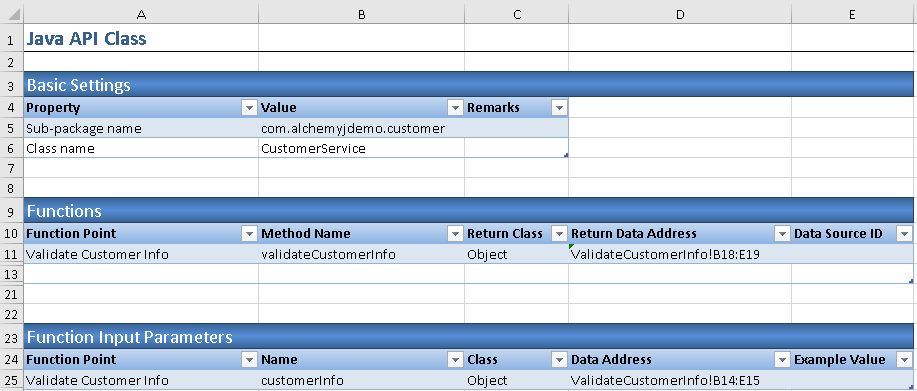 A B C D E
1 Java API Class
2
3 Basic Settings
4 Property Value Remarks
5 Sub-package name com.alchemyjdemo.customer
6 Class name CustomerService
7
8
9 Functions
10 Function Point Method Name Return Class Return Data Address Data Source ID
11 Validate Customer Info validateCustomerInfo Object ValidateCustomerInfo!B18:E19
13
21
22
23 Function Input Parameters
24 Function Point Name Class Data Address Example Value
25 Validate Customer Info customerInfo Object ValidateCustomerInfo!B14:E15